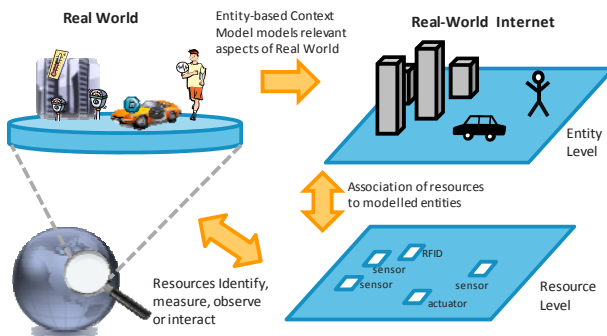 Real World
Entity-based Context
Model models relevant
aspects of Real World
Real-World Internet
Entity
Level
Association of resources
to modelled entities
Resources Identify,
measure, observe
or interact
RFID
sensor
sensor
sensor
actuator
Resource
Level